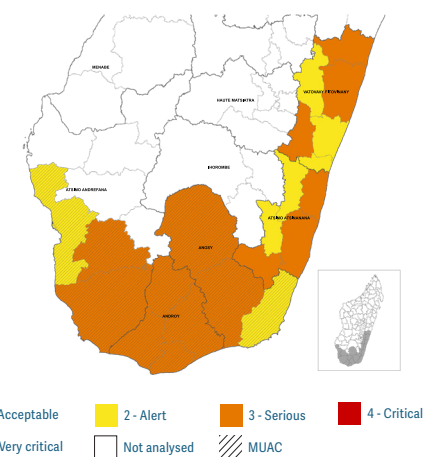 MENABE
HAUTE MATSIATRA
VATOVAVY FITOVINANY
IHOROMBE
ATSIMO ANDREFANA
ATSIMO ATSINANANA
ANOSY
ANDROY
Acceptable
2 - Alert
3 - Serious
4 - Critical
Very critical
Not analysed
MUAC